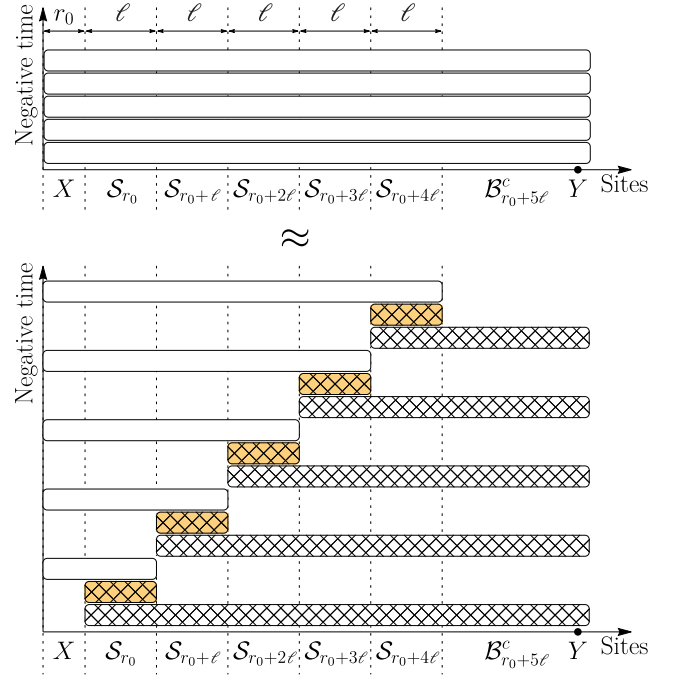 r₀ ℓ ℓ ℓ ℓ ℓ
Negative time
X 𝒮_{r₀} 𝒮_{r₀+ℓ} 𝒮_{r₀+2ℓ} 𝒮_{r₀+3ℓ} 𝒮_{r₀+4ℓ} ℬ^c_{r₀+5ℓ} Y Sites
≈
Negative time
X 𝒮_{r₀} 𝒮_{r₀+ℓ} 𝒮_{r₀+2ℓ} 𝒮_{r₀+3ℓ} 𝒮_{r₀+4ℓ} ℬ^c_{r₀+5ℓ} Y Sites